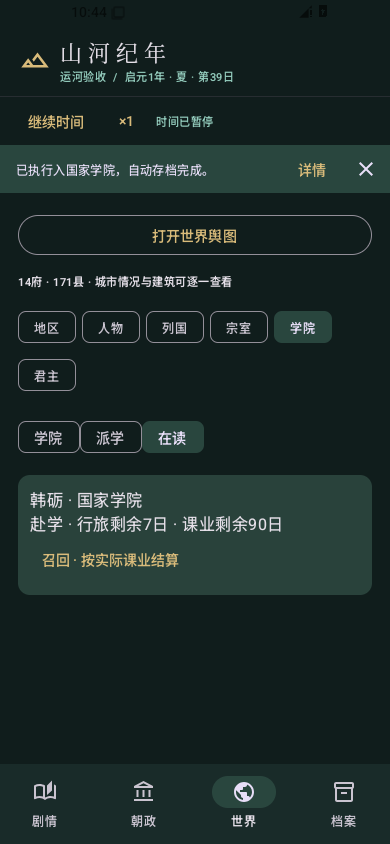 10:44
山河纪年
运河验收 / 启元1年 · 夏 · 第39日
继续时间 ×1 时间已暂停
已执行入国家学院，自动存档完成。 详情
打开世界舆图
14府 · 171县 · 城市情况与建筑可逐一查看
地区 人物 列国 宗室 学院
君主
学院 派学 在读
韩砺 · 国家学院
赴学 · 行旅剩余7日 · 课业剩余90日
召回 · 按实际课业结算
剧情 朝政 世界 档案